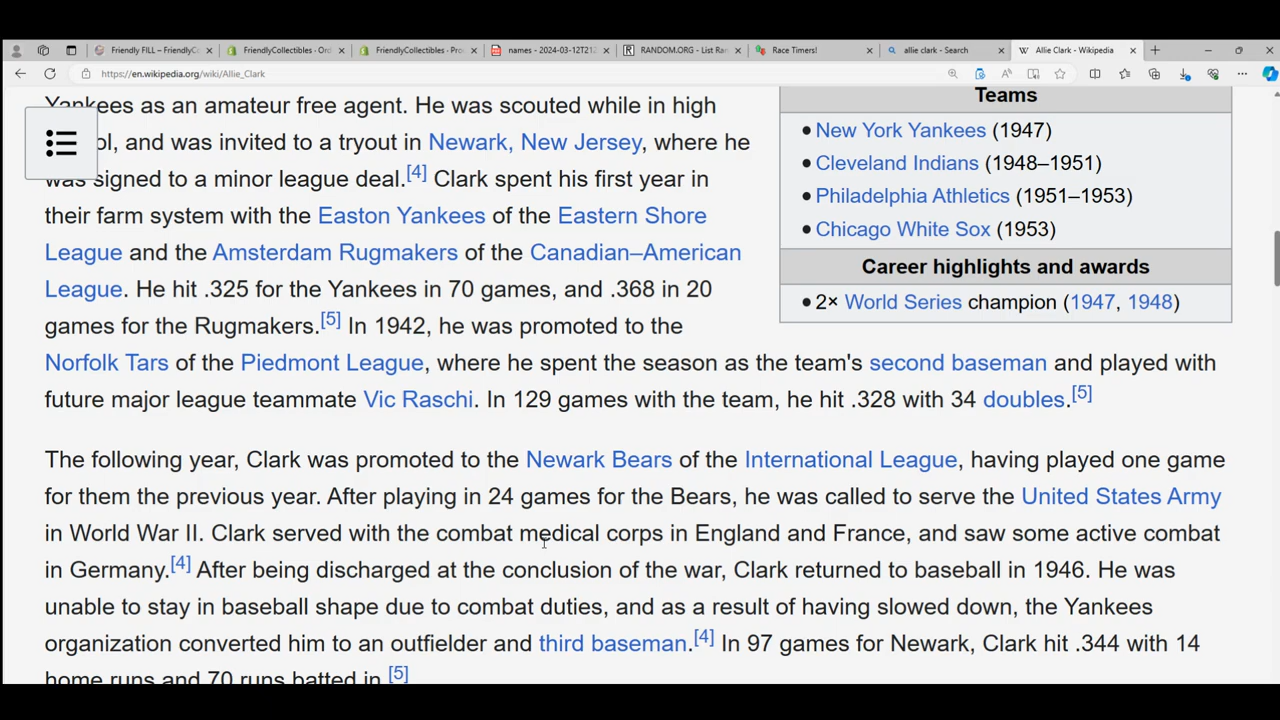 Friendly FILL – FriendlyC
FriendlyCollectibles - Ord
FriendlyCollectibles - Pro
names - 2024-03-12T212
RANDOM.ORG - List Ran
Race Timers!
allie clark - Search
Allie Clark - Wikipedia
https://en.wikipedia.org/wiki/Allie_Clark
Yankees as an amateur free agent. He was scouted while in high
ol, and was invited to a tryout in Newark, New Jersey, where he
was signed to a minor league deal.[4] Clark spent his first year in
their farm system with the Easton Yankees of the Eastern Shore
League and the Amsterdam Rugmakers of the Canadian–American
League. He hit .325 for the Yankees in 70 games, and .368 in 20
games for the Rugmakers.[5] In 1942, he was promoted to the
Norfolk Tars of the Piedmont League, where he spent the season as the team's second baseman and played with
future major league teammate Vic Raschi. In 129 games with the team, he hit .328 with 34 doubles.[5]
Teams
• New York Yankees (1947)
• Cleveland Indians (1948–1951)
• Philadelphia Athletics (1951–1953)
• Chicago White Sox (1953)
Career highlights and awards
• 2× World Series champion (1947, 1948)
The following year, Clark was promoted to the Newark Bears of the International League, having played one game
for them the previous year. After playing in 24 games for the Bears, he was called to serve the United States Army
in World War II. Clark served with the combat medical corps in England and France, and saw some active combat
in Germany.[4] After being discharged at the conclusion of the war, Clark returned to baseball in 1946. He was
unable to stay in baseball shape due to combat duties, and as a result of having slowed down, the Yankees
organization converted him to an outfielder and third baseman.[4] In 97 games for Newark, Clark hit .344 with 14
home runs and 70 runs batted in.[5]